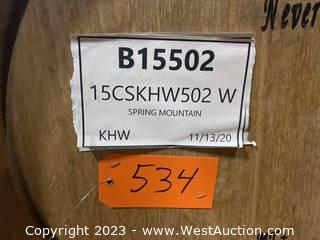 Never
B15502
15CSKHW502 W
SPRING MOUNTAIN
KHW 11/13/20
534
Copyright © 2023 - www.WestAuction.com